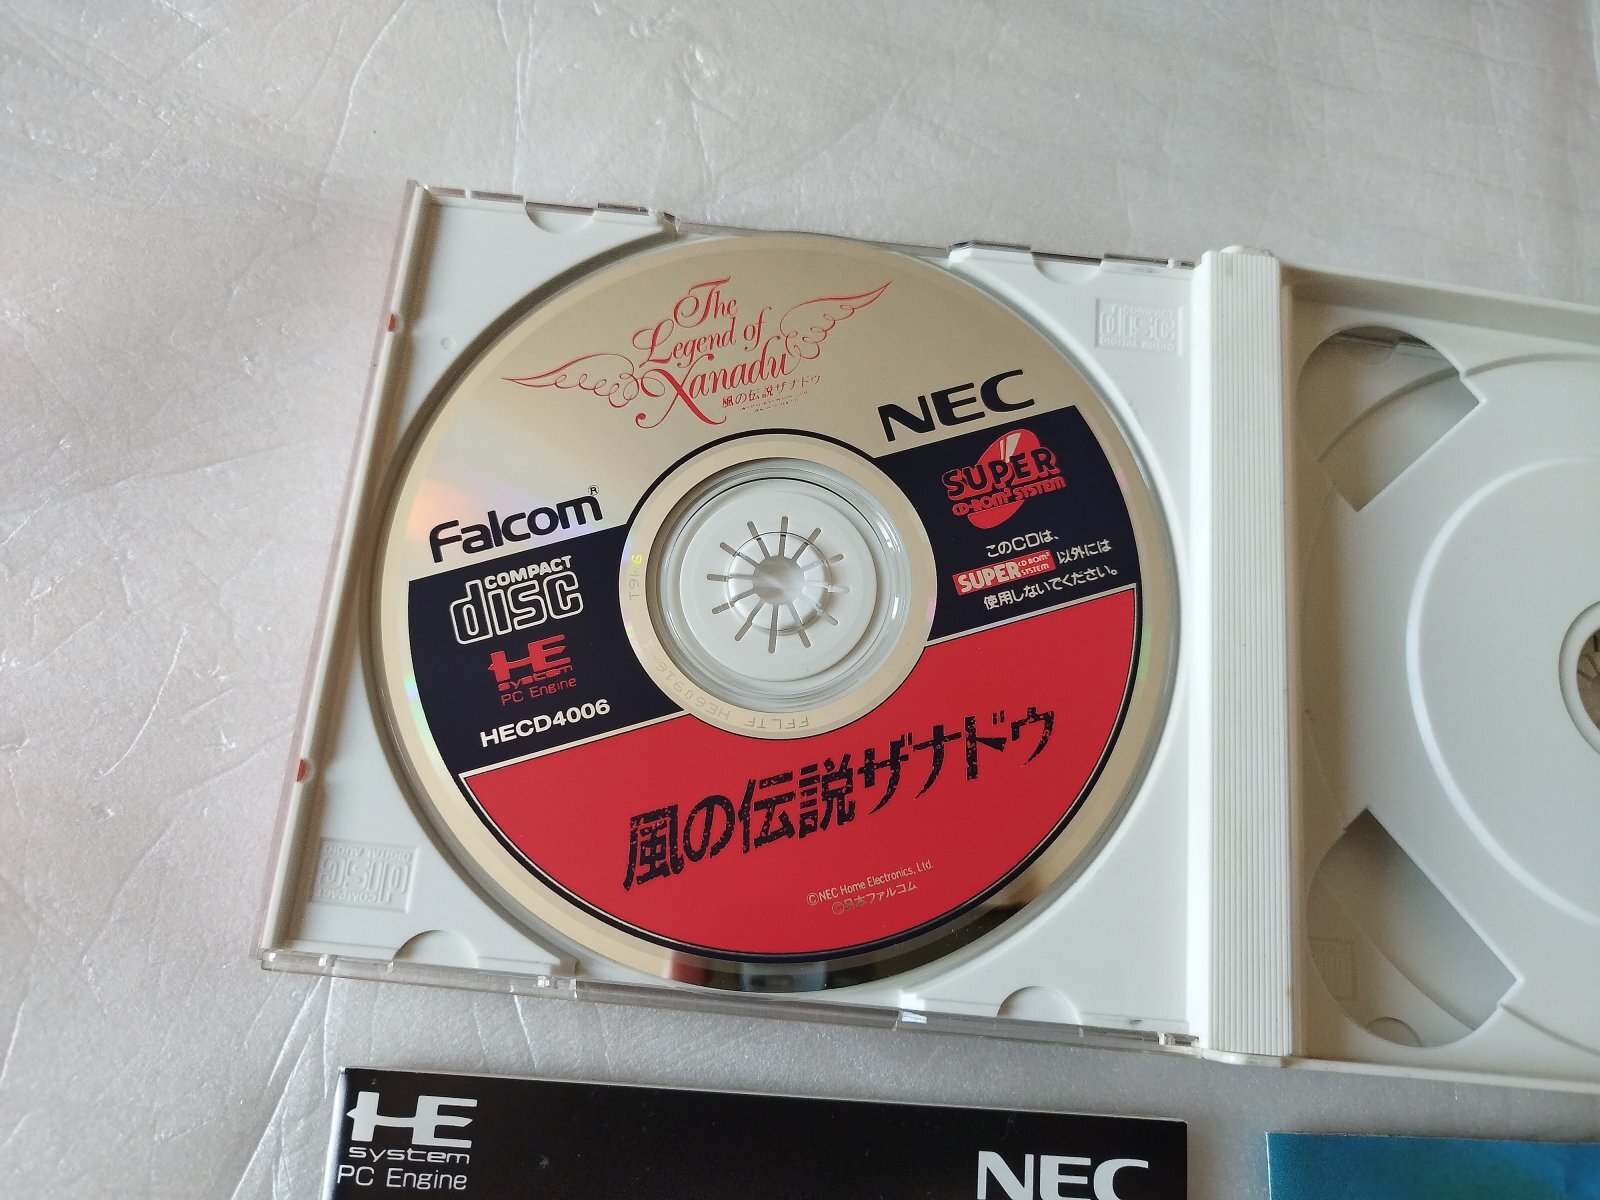 The
Legend of
Xanadu
風の伝説ザナドゥ
NEC
Falcom®
COMPACT
disc
HE
system
PC Engine
HECD4006
SUPER
CD-ROM² SYSTEM
このCDは、
SUPER CD ROM² SYSTEM 以外には
使用しないでください。
風の伝説ザナドゥ
©NEC Home Electronics, Ltd.
©日本ファルコム
COMPACT
disc
DIGITAL AUDIO
COMPACT
disc
DIGITAL AUDIO
HE
system
PC Engine
NEC